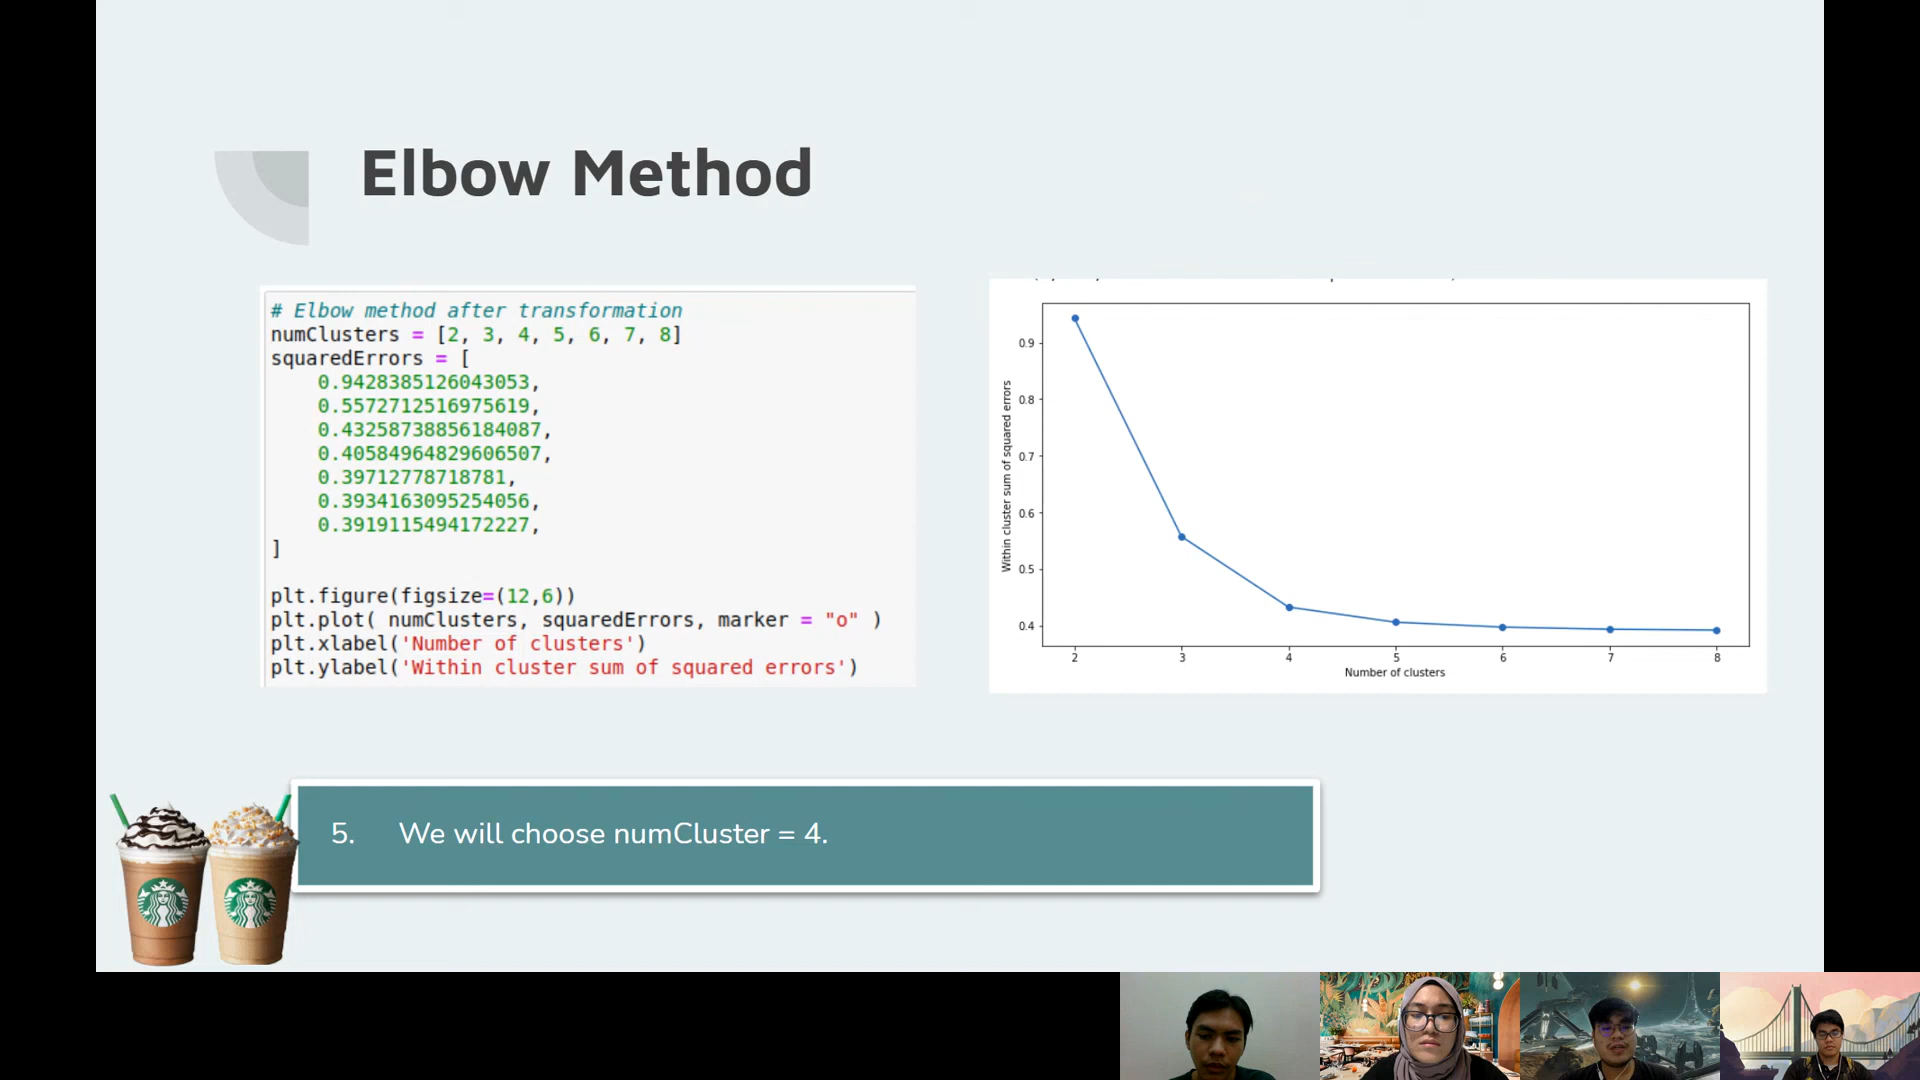 Elbow Method
# Elbow method after transformation
numClusters = [2, 3, 4, 5, 6, 7, 8]
squaredErrors = [
0.9428385126043053,
0.5572712516975619,
0.43258738856184087,
0.40584964829606507,
0.39712778718781,
0.3934163095254056,
0.3919115494172227,
]
plt.figure(figsize=(12,6))
plt.plot( numClusters, squaredErrors, marker = "o" )
plt.xlabel('Number of clusters')
plt.ylabel('Within cluster sum of squared errors')
Within cluster sum of squared errors
0.9
0.8
0.7
0.6
0.5
0.4
2 3 4 5 6 7 8
Number of clusters
5. We will choose numCluster = 4.